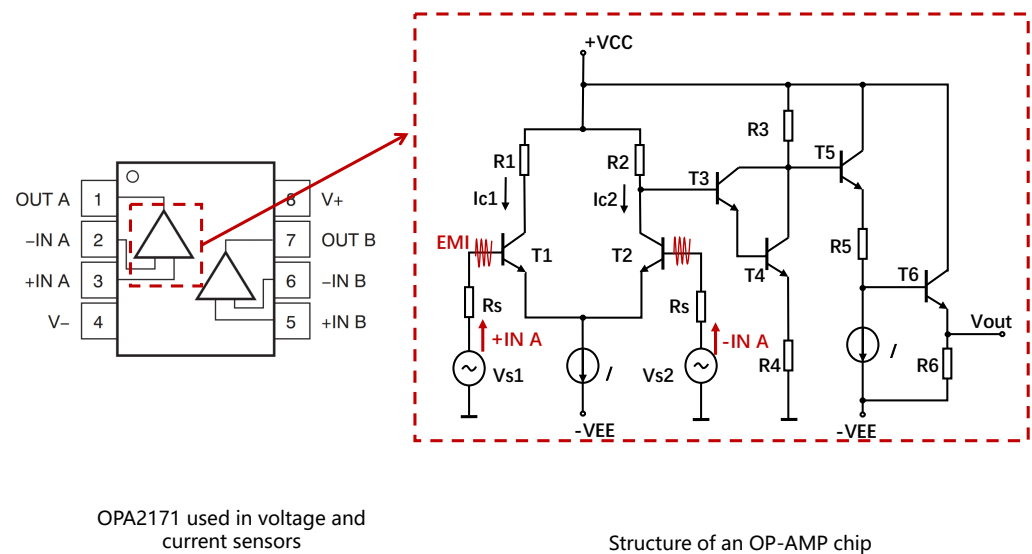 OUT A
1
8
V+
−IN A
2
7
OUT B
+IN A
3
6
−IN B
V−
4
5
+IN B
+VCC
R1
R2
R3
Ic1
Ic2
T3
T5
EMI
T1
T2
T4
R5
T6
Rs
Rs
+IN A
-IN A
Vs1
I
Vs2
R4
I
R6
Vout
-VEE
-VEE
OPA2171 used in voltage and
current sensors
Structure of an OP-AMP chip